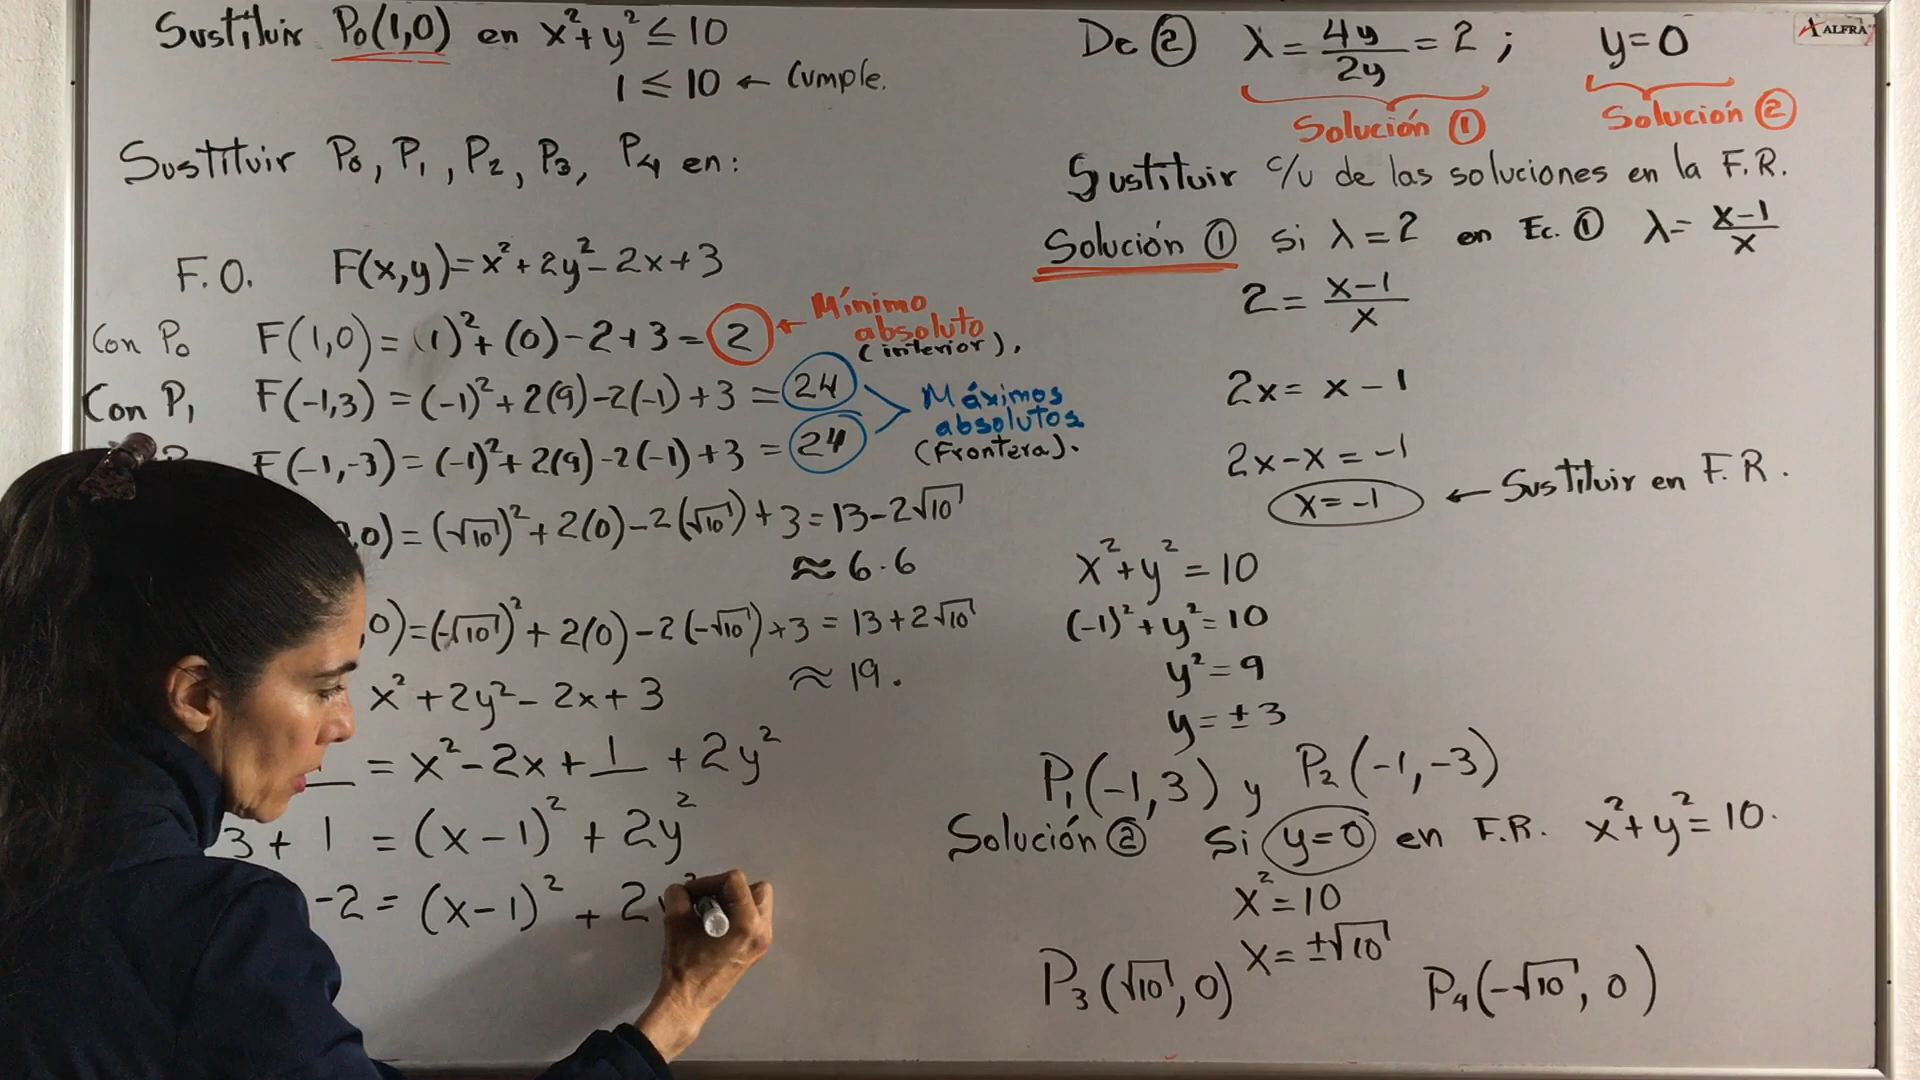 Sustituir P₀(1,0) en x²+y² ≤ 10
1 ≤ 10 ← Cumple.
Sustituir P₀, P₁, P₂, P₃, P₄ en:
F.O. F(x,y)=x²+2y²-2x+3
Con P₀ F(1,0)=(1)²+(0)-2+3=2 ← Mínimo absoluto (interior).
Con P₁ F(-1,3)=(-1)²+2(9)-2(-1)+3=24
Máximos absolutos (Frontera).
F(-1,-3)=(-1)²+2(9)-2(-1)+3=24
,0)=(√10)²+2(0)-2(√10)+3=13-2√10
≈6.6
,0)=(-√10)²+2(0)-2(-√10)+3=13+2√10
≈19.
x²+2y²-2x+3
=x²-2x+1+2y²
3+1=(x-1)²+2y²
-2=(x-1)²+2y²
De ② λ=4y/2y=2; y=0
Solución ① Solución ②
Sustituir c/u de las soluciones en la F.R.
Solución ① Si λ=2 en Ec. ① λ=x-1/x
2=x-1/x
2x=x-1
2x-x=-1
x=-1 ← Sustituir en F.R.
x²+y²=10
(-1)²+y²=10
y²=9
y=±3
P₁(-1,3) y P₂(-1,-3)
Solución ② Si y=0 en F.R. x²+y²=10.
x²=10
x=±√10
P₃(√10,0) P₄(-√10,0)
ALFRA